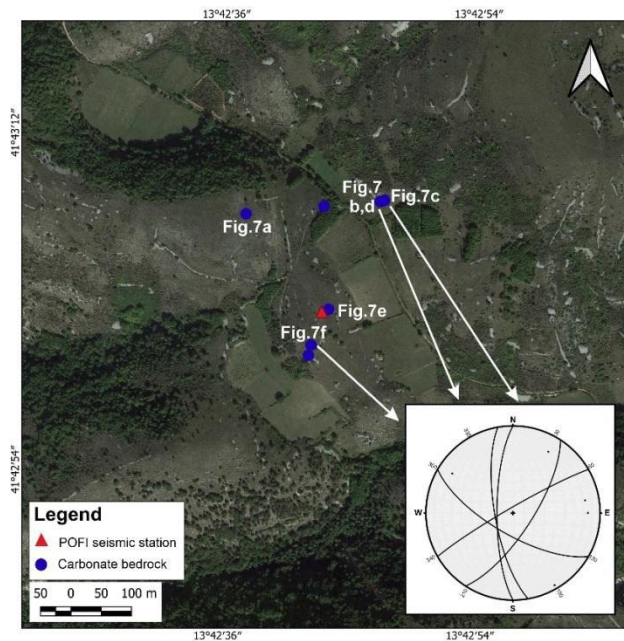 13°42'36" 13°42'54"
41°43'12"
Fig.7
b,d
Fig.7c
Fig.7a
Fig.7e
Fig.7f
41°42'54"
N
W E
S
Legend
POFI seismic station
Carbonate bedrock
50 0 50 100 m
13°42'36" 13°42'54"